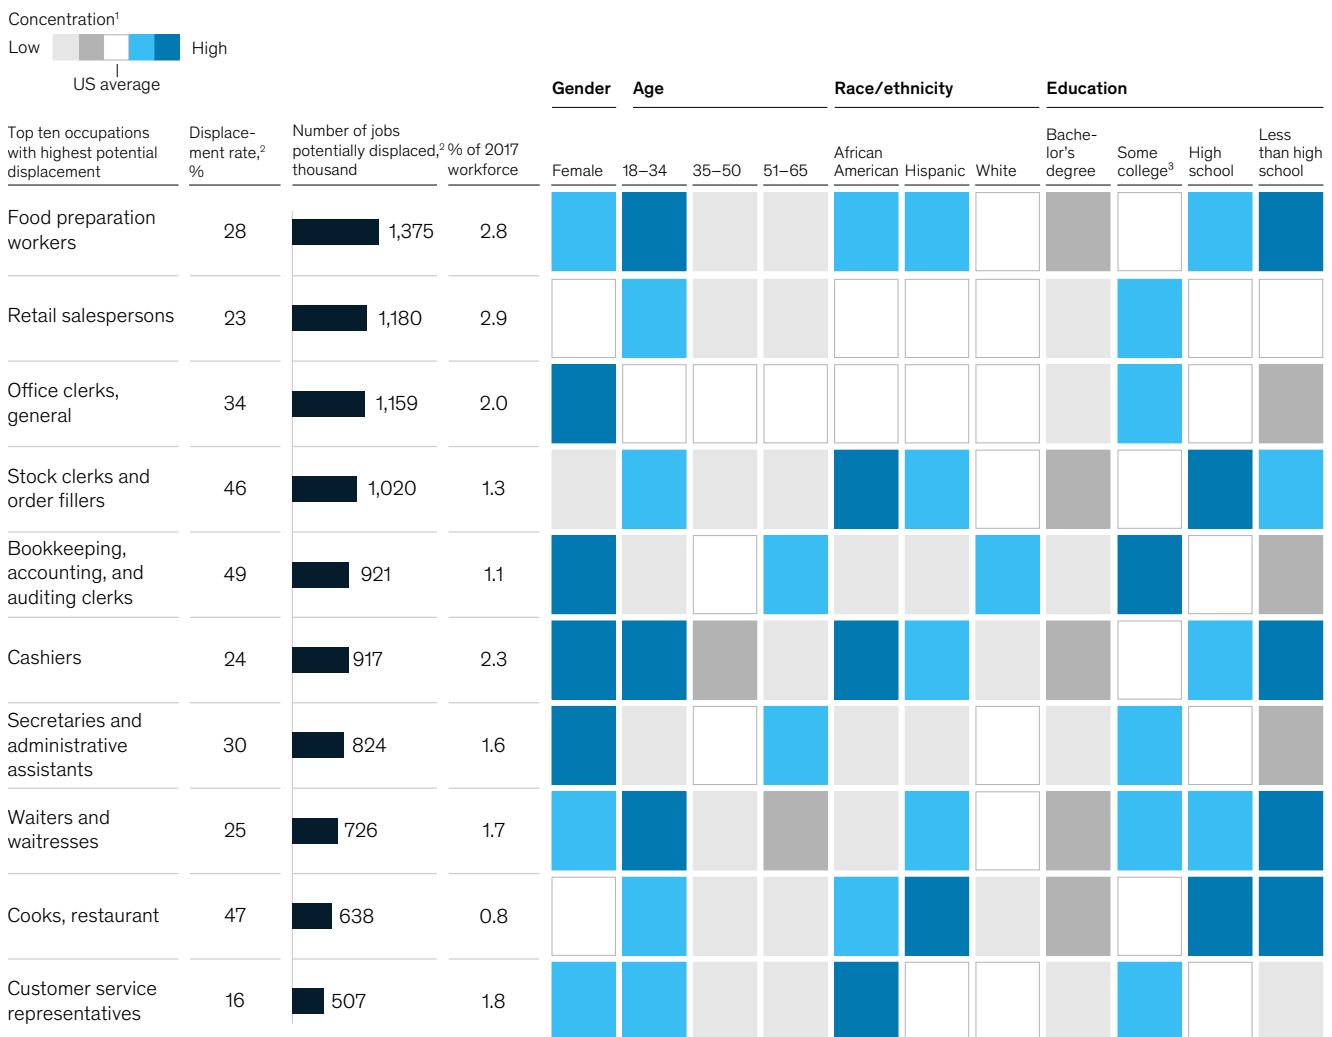 Concentration¹
Low High
US average
Gender Age Race/ethnicity Education
Top ten occupations
with highest potential
displacement
Displace-
ment rate,²
%
Number of jobs
potentially displaced,²
thousand
% of 2017
workforce
Female
18–34
35–50
51–65
African
American
Hispanic
White
Bache-
lor’s
degree
Some
college³
High
school
Less
than high
school
Food preparation
workers
28 1,375 2.8
Retail salespersons 23 1,180 2.9
Office clerks,
general
34 1,159 2.0
Stock clerks and
order fillers
46 1,020 1.3
Bookkeeping,
accounting, and
auditing clerks
49 921 1.1
Cashiers 24 917 2.3
Secretaries and
administrative
assistants
30 824 1.6
Waiters and
waitresses
25 726 1.7
Cooks, restaurant 47 638 0.8
Customer service
representatives
16 507 1.8